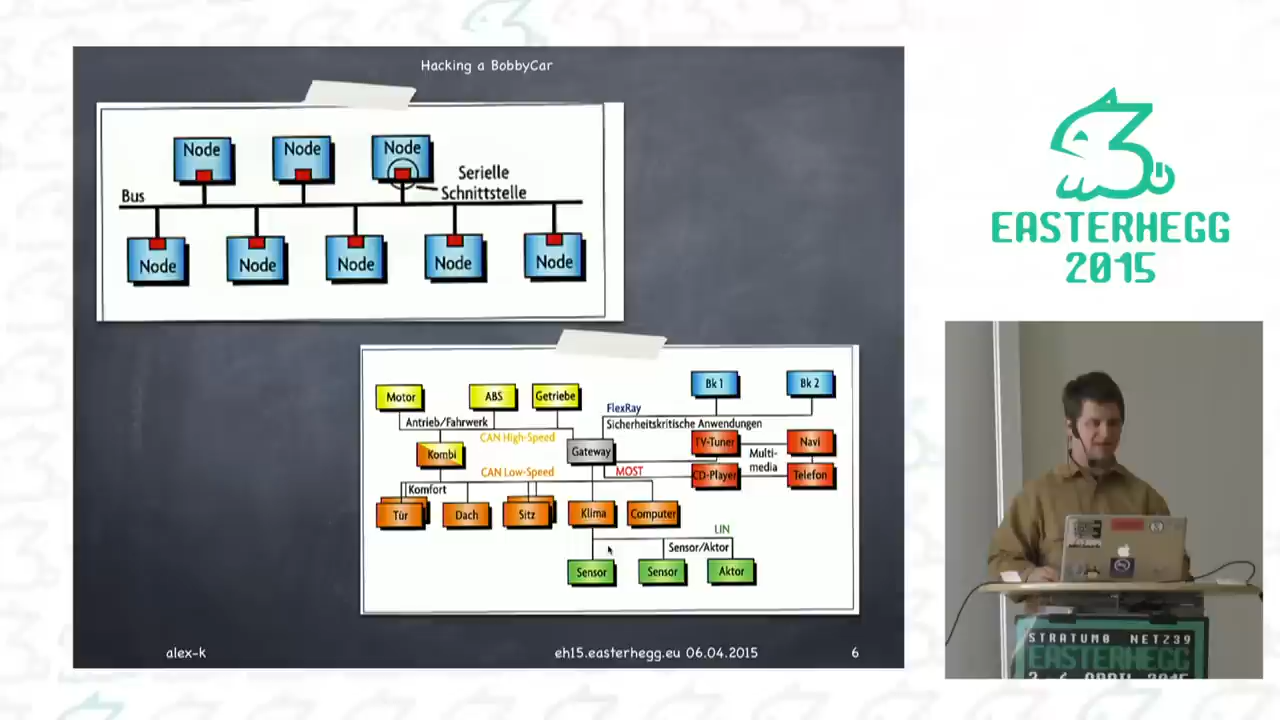 Hacking a BobbyCar
Node Node Node
Serielle
Schnittstelle
Bus
Node Node Node Node Node
Motor ABS Getriebe Bk 1 Bk 2
FlexRay
Antrieb/Fahrwerk Sicherheitskritische Anwendungen
CAN High-Speed
TV-Tuner Navi
Kombi Gateway
Multi-
media
CAN Low-Speed MOST CD-Player Telefon
Komfort
Tür Dach Sitz Klima Computer
LIN
Sensor/Aktor
Sensor Sensor Aktor
alex-k eh15.easterhegg.eu 06.04.2015 6
EASTERHEGG
2015
STRATUM0 NETZ39
EASTERHEGG